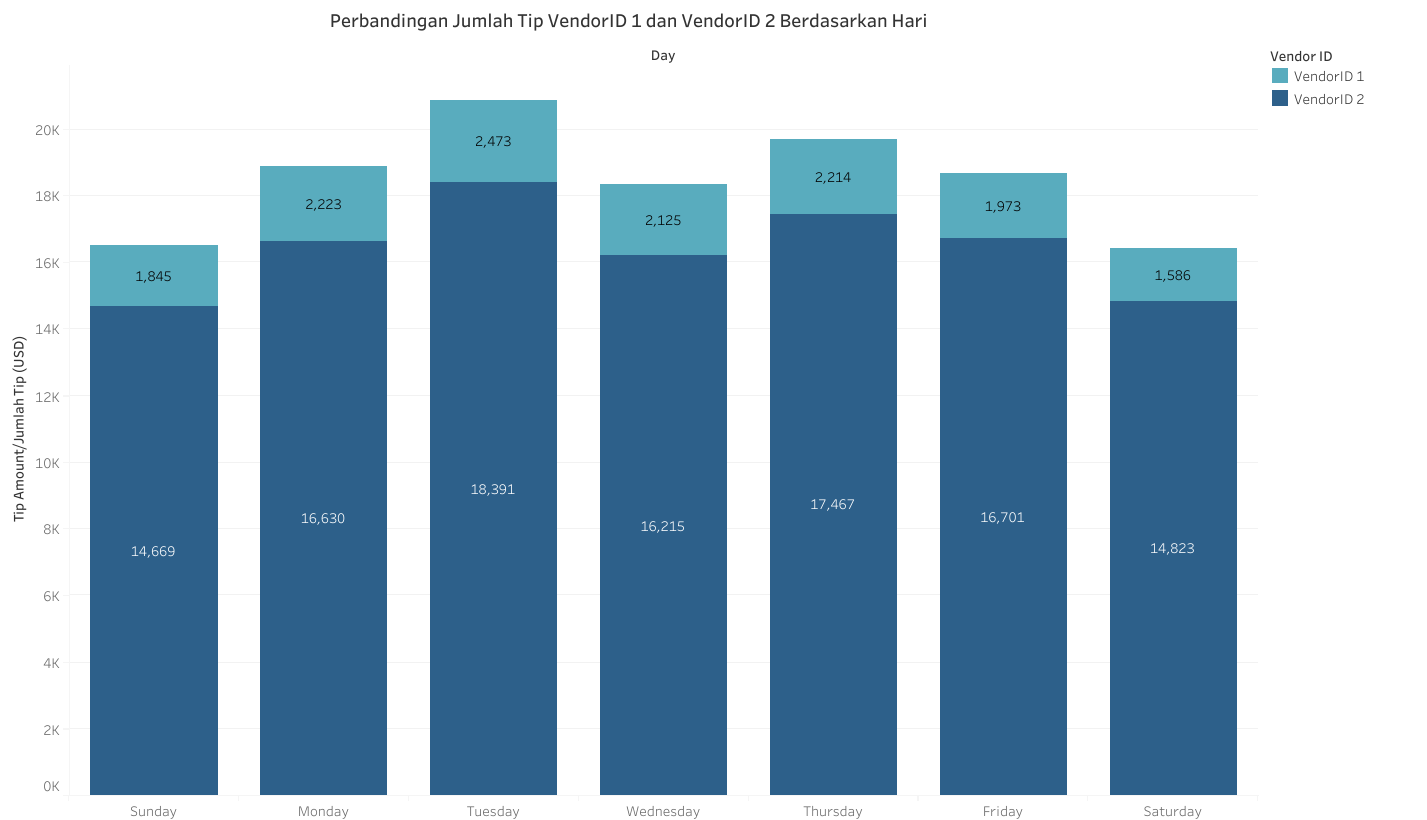 Perbandingan Jumlah Tip VendorID 1 dan VendorID 2 Berdasarkan Hari
Day
Vendor ID
VendorID 1
VendorID 2
Tip Amount/Jumlah Tip (USD)
20K
18K
16K
14K
12K
10K
8K
6K
4K
2K
0K
1,845
2,223
2,473
2,125
2,214
1,973
1,586
14,669
16,630
18,391
16,215
17,467
16,701
14,823
Sunday
Monday
Tuesday
Wednesday
Thursday
Friday
Saturday